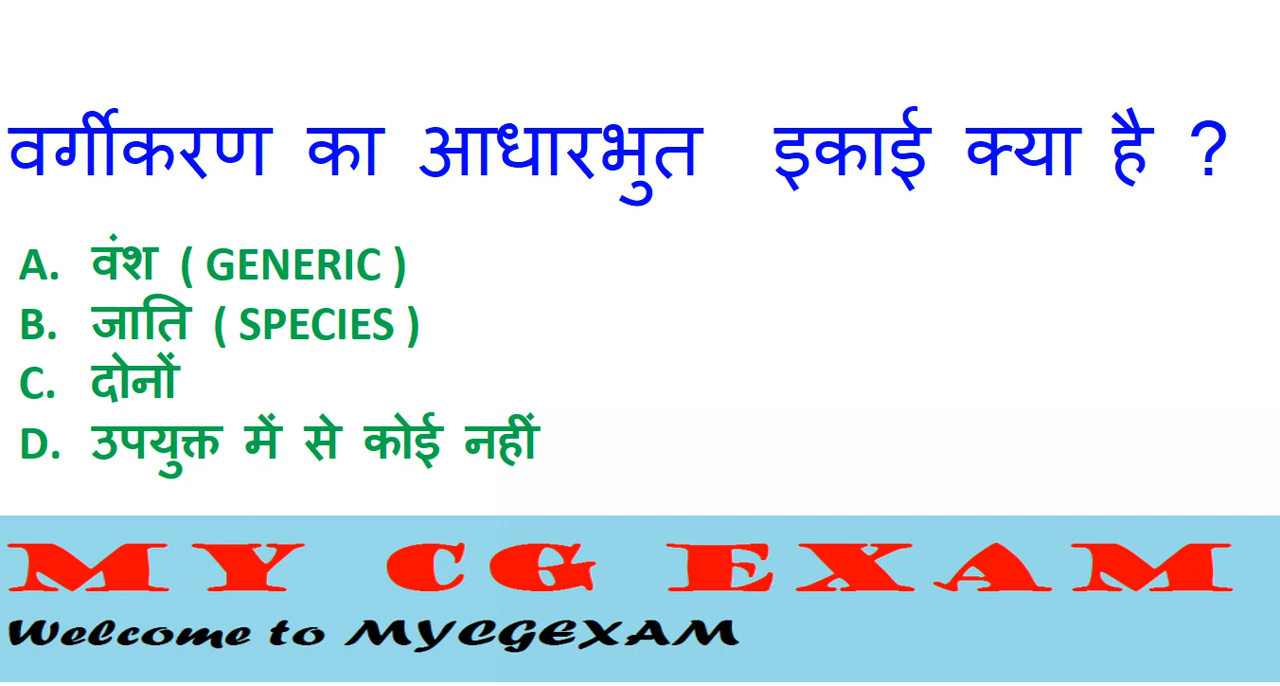 वर्गीकरण का आधारभुत इकाई क्या है ?
A. वंश ( GENERIC )
B. जाति ( SPECIES )
C. दोनों
D. उपयुक्त में से कोई नहीं
MY CG EXAM
Welcome to MYCGEXAM